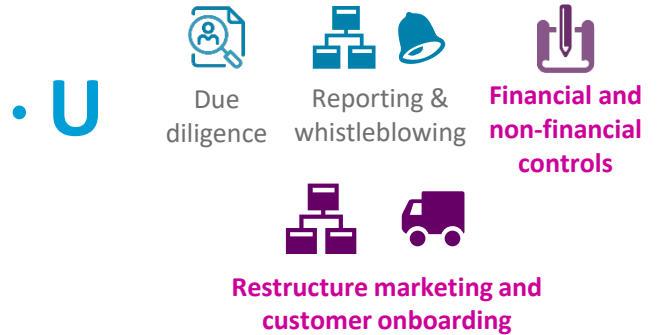 • U
Due
diligence
Reporting &
whistleblowing
Financial and
non-financial
controls
Restructure marketing and
customer onboarding